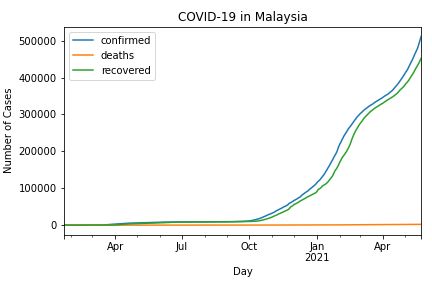 COVID-19 in Malaysia
confirmed
deaths
recovered
Number of Cases
500000
400000
300000
200000
100000
0
Apr
Jul
Oct
Jan
2021
Apr
Day